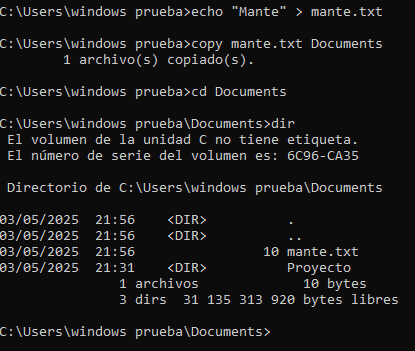 C:\Users\windows prueba>echo "Mante" > mante.txt
C:\Users\windows prueba>copy mante.txt Documents
1 archivo(s) copiado(s).
C:\Users\windows prueba>cd Documents
C:\Users\windows prueba\Documents>dir
El volumen de la unidad C no tiene etiqueta.
El número de serie del volumen es: 6C96-CA35
Directorio de C:\Users\windows prueba\Documents
03/05/2025 21:56 <DIR> .
03/05/2025 21:56 <DIR> ..
03/05/2025 21:56 10 mante.txt
03/05/2025 21:31 <DIR> Proyecto
1 archivos 10 bytes
3 dirs 31 135 313 920 bytes libres
C:\Users\windows prueba\Documents>